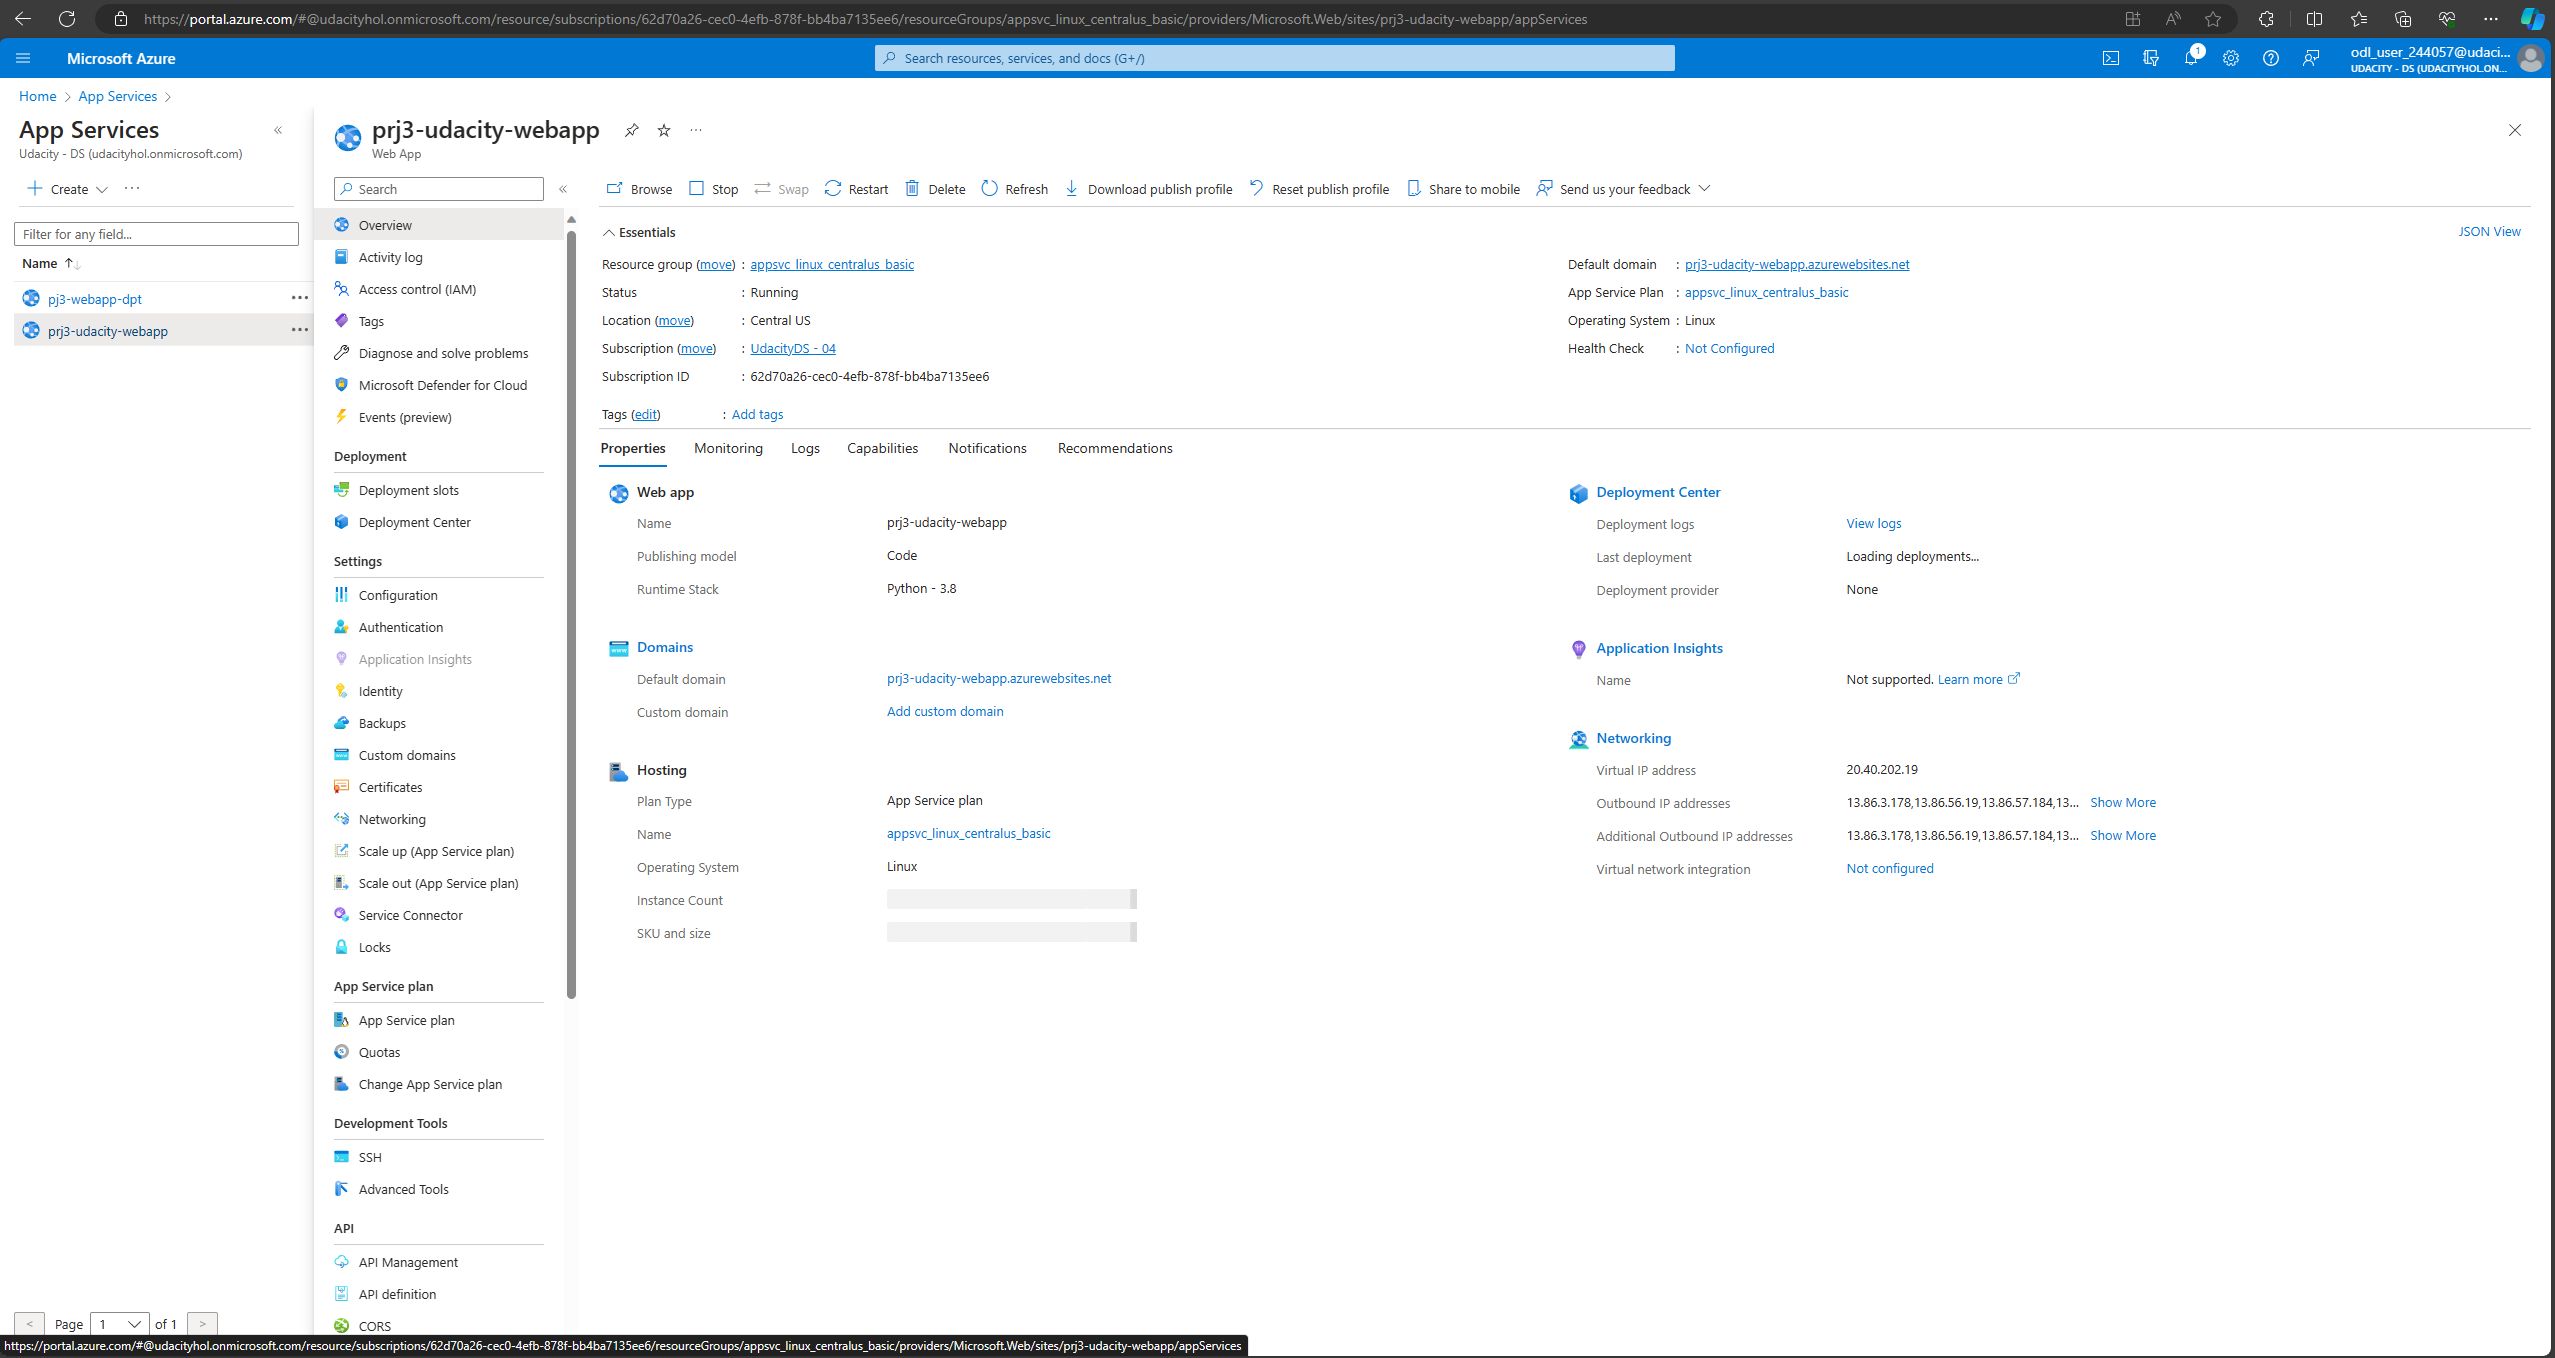 https://portal.azure.com/#@udacityhol.onmicrosoft.com/resource/subscriptions/62d70a26-cec0-4efb-878f-bb4ba7135ee6/resourceGroups/appsvc_linux_centralus_basic/providers/Microsoft.Web/sites/prj3-udacity-webapp/appServices
Microsoft Azure
Search resources, services, and docs (G+/)
1
odl_user_244057@udaci...
UDACITY - DS (UDACITYHOL.ON...
Home > App Services >
App Services
Udacity - DS (udacityhol.onmicrosoft.com)
Create
Filter for any field...
Name
pj3-webapp-dpt
prj3-udacity-webapp
Page 1 of 1
prj3-udacity-webapp
Web App
Search
Overview
Activity log
Access control (IAM)
Tags
Diagnose and solve problems
Microsoft Defender for Cloud
Events (preview)
Deployment
Deployment slots
Deployment Center
Settings
Configuration
Authentication
Application Insights
Identity
Backups
Custom domains
Certificates
Networking
Scale up (App Service plan)
Scale out (App Service plan)
Service Connector
Locks
App Service plan
App Service plan
Quotas
Change App Service plan
Development Tools
SSH
Advanced Tools
API
API Management
API definition
CORS
Browse Stop Swap Restart Delete Refresh Download publish profile Reset publish profile Share to mobile Send us your feedback
Essentials
JSON View
Resource group (move) : appsvc_linux_centralus_basic
Status : Running
Location (move) : Central US
Subscription (move) : UdacityDS - 04
Subscription ID : 62d70a26-cec0-4efb-878f-bb4ba7135ee6
Default domain : prj3-udacity-webapp.azurewebsites.net
App Service Plan : appsvc_linux_centralus_basic
Operating System : Linux
Health Check : Not Configured
Tags (edit) : Add tags
Properties Monitoring Logs Capabilities Notifications Recommendations
Web app
Name prj3-udacity-webapp
Publishing model Code
Runtime Stack Python - 3.8
Domains
Default domain prj3-udacity-webapp.azurewebsites.net
Custom domain Add custom domain
Hosting
Plan Type App Service plan
Name appsvc_linux_centralus_basic
Operating System Linux
Instance Count
SKU and size
Deployment Center
Deployment logs View logs
Last deployment Loading deployments...
Deployment provider None
Application Insights
Name Not supported. Learn more
Networking
Virtual IP address 20.40.202.19
Outbound IP addresses 13.86.3.178,13.86.56.19,13.86.57.184,13... Show More
Additional Outbound IP addresses 13.86.3.178,13.86.56.19,13.86.57.184,13... Show More
Virtual network integration Not configured
https://portal.azure.com/#@udacityhol.onmicrosoft.com/resource/subscriptions/62d70a26-cec0-4efb-878f-bb4ba7135ee6/resourceGroups/appsvc_linux_centralus_basic/providers/Microsoft.Web/sites/prj3-udacity-webapp/appServices